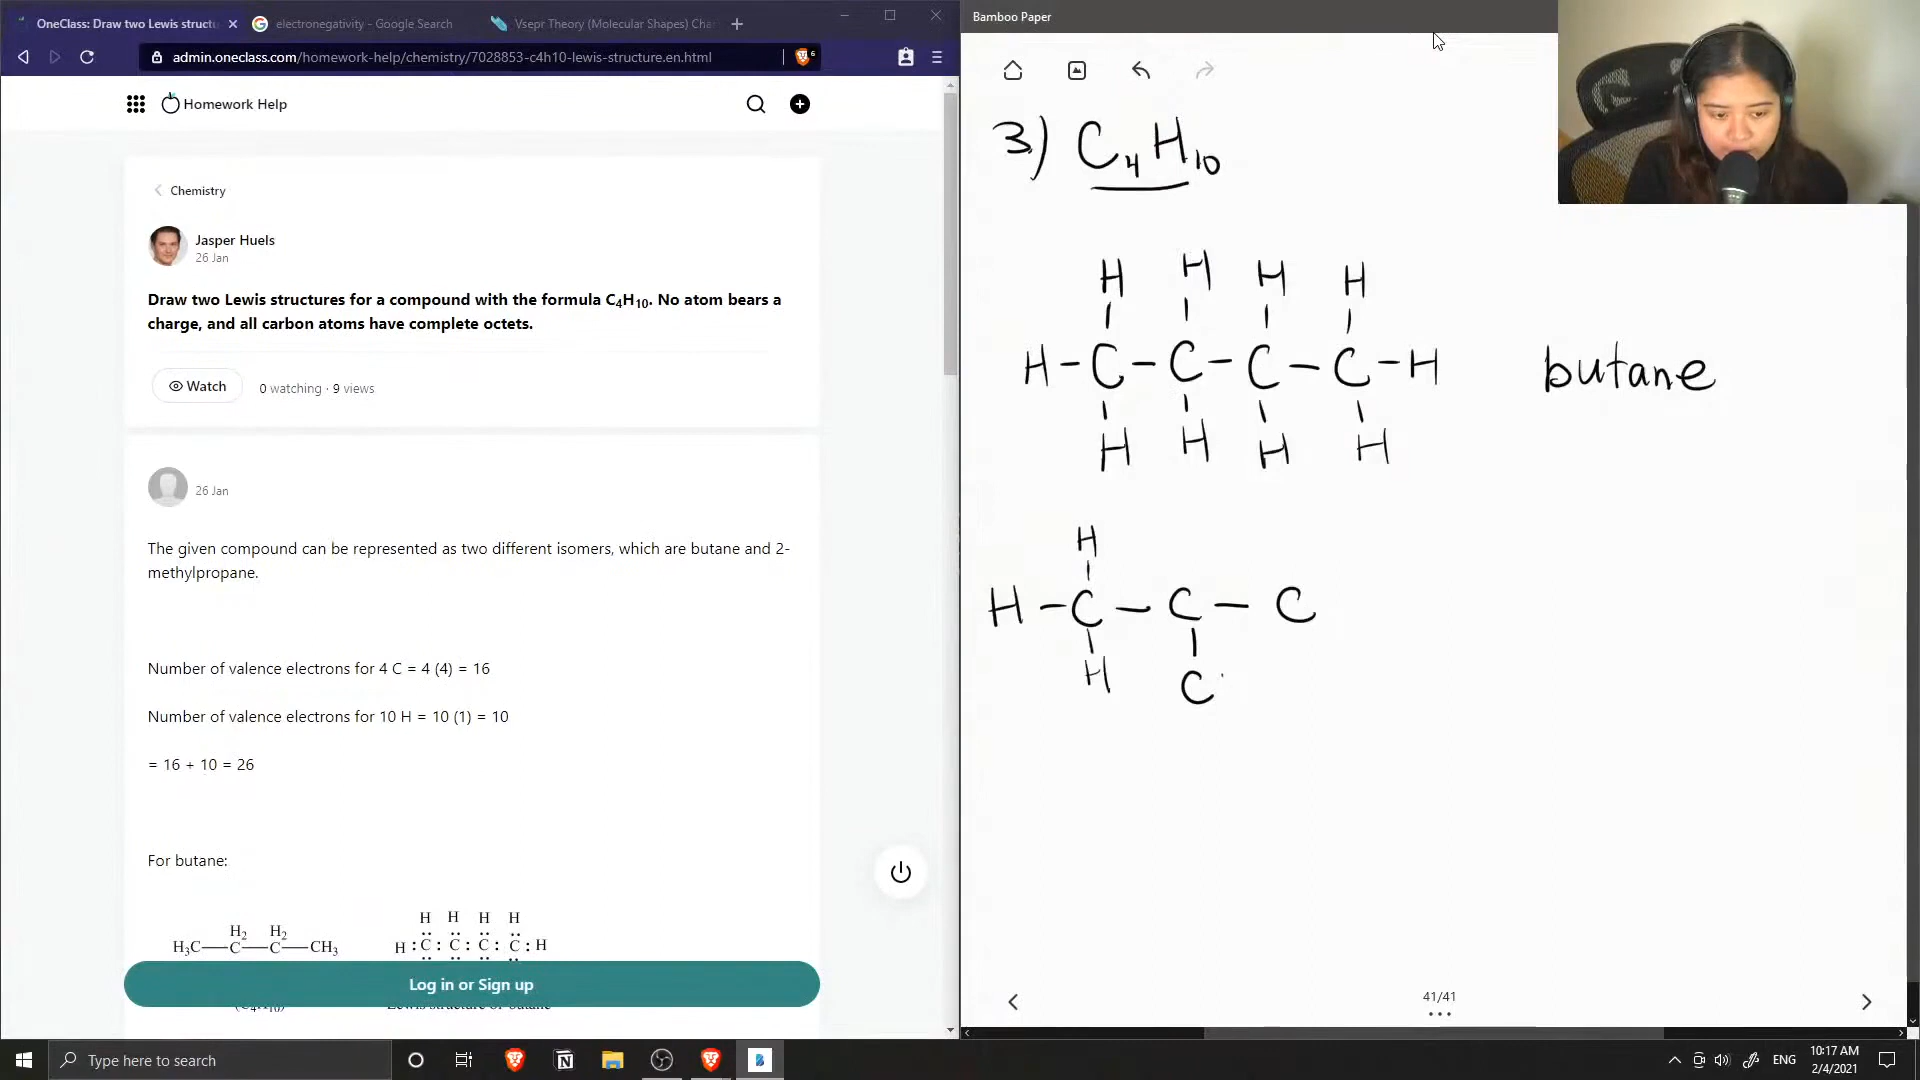 OneClass: Draw two Lewis structu
electronegativity - Google Search
Vsepr Theory (Molecular Shapes) Cha
admin.oneclass.com/homework-help/chemistry/7028853-c4h10-lewis-structure.en.html
6
Homework Help
Chemistry
Jasper Huels
26 Jan
Draw two Lewis structures for a compound with the formula C₄H₁₀. No atom bears a
charge, and all carbon atoms have complete octets.
Watch
0 watching · 9 views
26 Jan
The given compound can be represented as two different isomers, which are butane and 2-
methylpropane.
Number of valence electrons for 4 C = 4 (4) = 16
Number of valence electrons for 10 H = 10 (1) = 10
= 16 + 10 = 26
For butane:
H₂ H₂
H₃C—C—C—CH₃
H H H H
H : C : C : C : C : H
Log in or Sign up
Bamboo Paper
3) C₄H₁₀
H H H H
H-C-C-C-C-H
butane
H H H H
H
H-C-C-C
H C
41/41
Type here to search
ENG
10:17 AM
2/4/2021